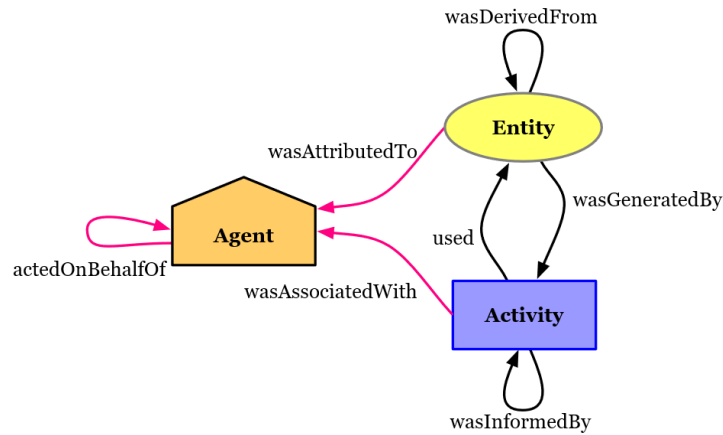 wasDerivedFrom
Entity
wasAttributedTo
wasGeneratedBy
Agent
used
actedOnBehalfOf
wasAssociatedWith
Activity
wasInformedBy